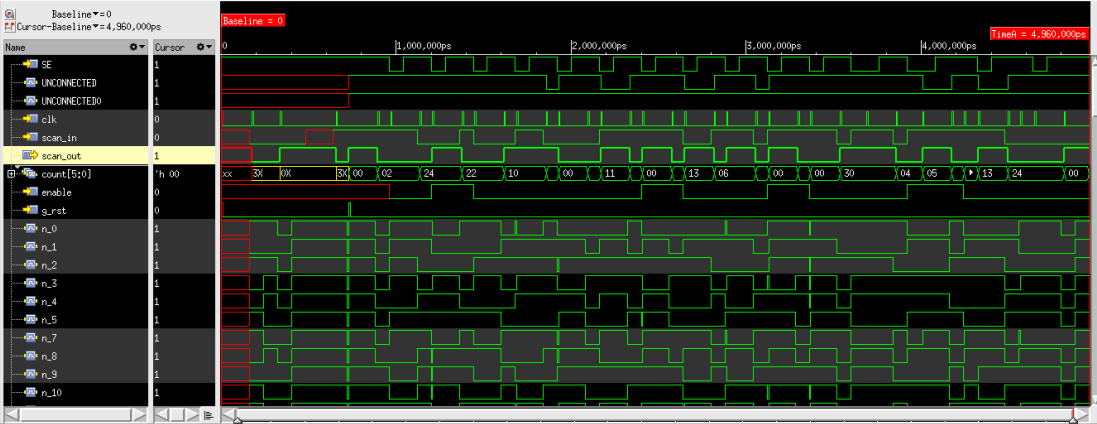 Baseline▼=0
Cursor-Baseline▼=4,960,000ps
Baseline = 0
TimeA = 4,960,000ps
Name Cursor 0 1,000,000ps 2,000,000ps 3,000,000ps 4,000,000ps
SE 1
UNCONNECTED 1
UNCONNECTED0 1
clk 0
scan_in 0
scan_out 1
count[5:0] 'h 00 xx 3X 0X 3X 00 02 24 22 10 00 11 00 13 06 00 00 30 04 05 13 24 00
enable 0
g_rst 0
n_0 1
n_1 1
n_2 1
n_3 1
n_4 1
n_5 1
n_7 1
n_8 1
n_9 1
n_10 1